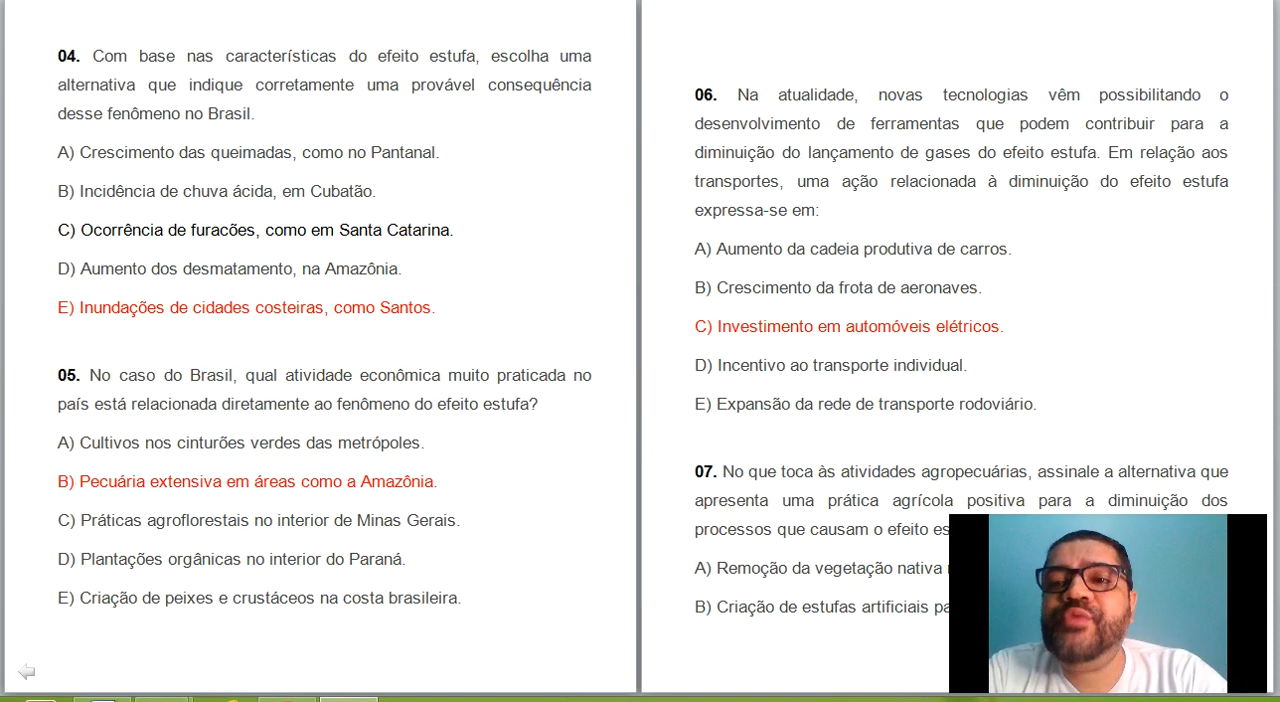 04. Com base nas características do efeito estufa, escolha uma
alternativa que indique corretamente uma provável consequência
desse fenômeno no Brasil.
A) Crescimento das queimadas, como no Pantanal.
B) Incidência de chuva ácida, em Cubatão.
C) Ocorrência de furacões, como em Santa Catarina.
D) Aumento dos desmatamento, na Amazônia.
E) Inundações de cidades costeiras, como Santos.
05. No caso do Brasil, qual atividade econômica muito praticada no
país está relacionada diretamente ao fenômeno do efeito estufa?
A) Cultivos nos cinturões verdes das metrópoles.
B) Pecuária extensiva em áreas como a Amazônia.
C) Práticas agroflorestais no interior de Minas Gerais.
D) Plantações orgânicas no interior do Paraná.
E) Criação de peixes e crustáceos na costa brasileira.
06. Na atualidade, novas tecnologias vêm possibilitando o
desenvolvimento de ferramentas que podem contribuir para a
diminuição do lançamento de gases do efeito estufa. Em relação aos
transportes, uma ação relacionada à diminuição do efeito estufa
expressa-se em:
A) Aumento da cadeia produtiva de carros.
B) Crescimento da frota de aeronaves.
C) Investimento em automóveis elétricos.
D) Incentivo ao transporte individual.
E) Expansão da rede de transporte rodoviário.
07. No que toca às atividades agropecuárias, assinale a alternativa que
apresenta uma prática agrícola positiva para a diminuição dos
processos que causam o efeito
A) Remoção da vegetação nativa
B) Criação de estufas artificiais